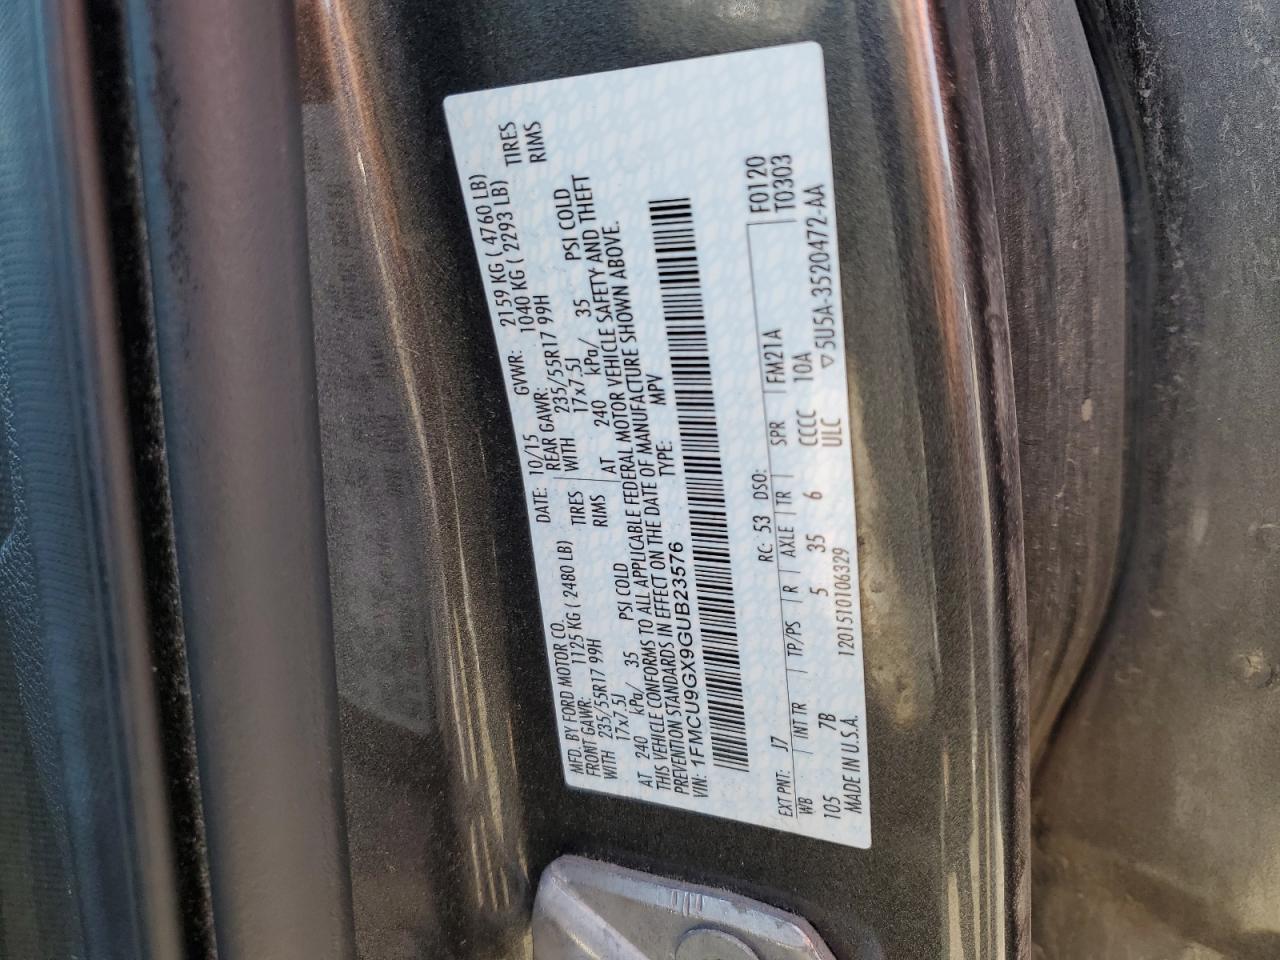 MFD. BY FORD MOTOR CO. DATE: 10/15 GVWR: 2159 KG ( 4760 LB)
FRONT GAWR: 1125 KG ( 2480 LB) REAR GAWR: 1040 KG ( 2293 LB)
WITH 235/55R17 99H TIRES WITH 235/55R17 99H TIRES
17x7.5J RIMS 17x7.5J RIMS
AT 240 kPa/ 35 PSI COLD AT 240 kPa/ 35 PSI COLD
THIS VEHICLE CONFORMS TO ALL APPLICABLE FEDERAL MOTOR VEHICLE SAFETY AND THEFT
PREVENTION STANDARDS IN EFFECT ON THE DATE OF MANUFACTURE SHOWN ABOVE.
VIN: 1FMCU9GX9GUB23576 TYPE: MPV
F0120
EXT PNT: J7 RC: 53 DSO: T0303
WB INT TR TP/PS R AXLE TR SPR FM21A
105 7B 5 35 6 CCCC 10A
MADE IN U.S.A. 1201510106329 ULC ▽5U5A-3520472-AA